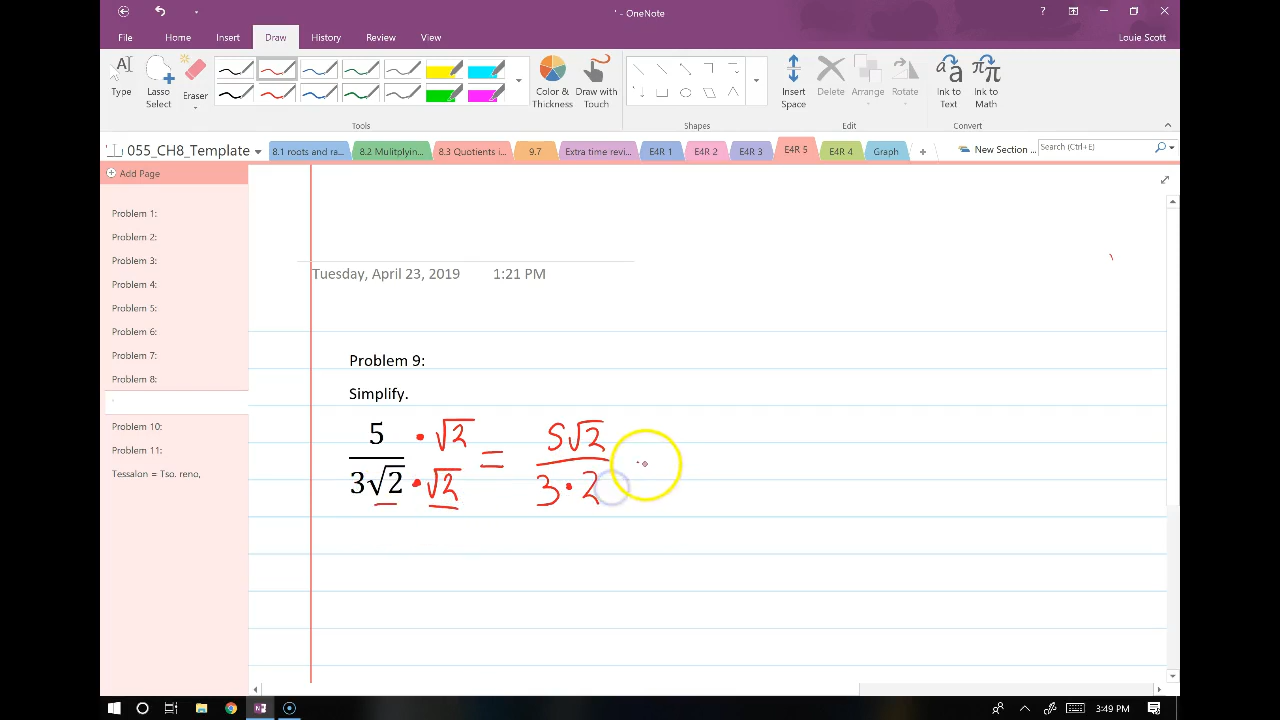 ' - OneNote
?
File Home Insert Draw History Review View
Louie Scott
Type
Lasso Select
Eraser
Color & Thickness
Draw with Touch
Insert Space
Delete
Arrange
Rotate
Ink to Text
Ink to Math
Tools
Shapes
Edit
Convert
055_CH8_Template
8.1 roots and ra...
8.2 Mulitplyin...
8.3 Quotients i...
9.7
Extra time revi...
E4R 1
E4R 2
E4R 3
E4R 5
E4R 4
Graph
New Section ...
Search (Ctrl+E)
Add Page
Problem 1:
Problem 2:
Problem 3:
Problem 4:
Problem 5:
Problem 6:
Problem 7:
Problem 8:
'
Problem 10:
Problem 11:
Tessalon = Tso. reno,
Tuesday, April 23, 2019 1:21 PM
Problem 9:
Simplify.
5 • √2 = 5√2
3√2 • √2 3 • 2
3:49 PM